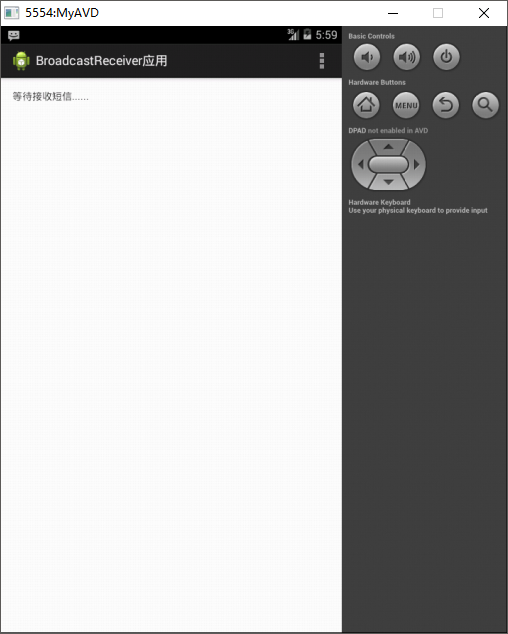 5554:MyAVD
3G 5:59
BroadcastReceiver应用
等待接收短信......
Basic Controls
Hardware Buttons
MENU
DPAD not enabled in AVD
Hardware Keyboard
Use your physical keyboard to provide input